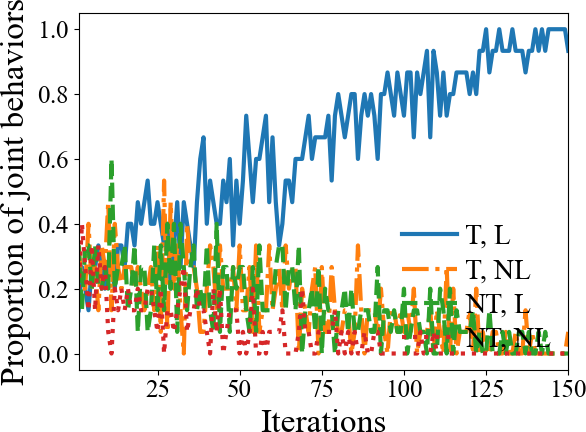 Proportion of joint behaviors
1.0
0.8
0.6
0.4
0.2
0.0
T, L
T, NL
NT, L
NT, NL
25
50
75
100
125
150
Iterations